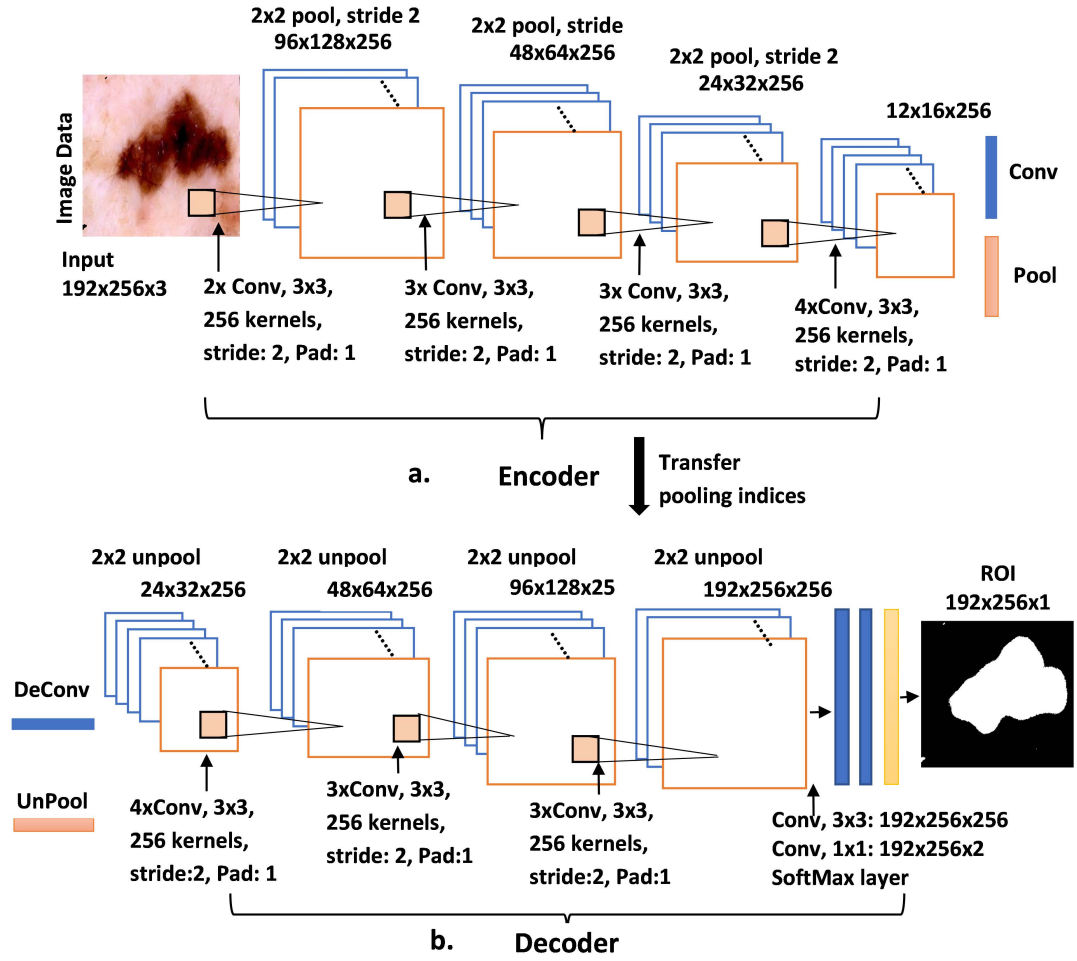 2x2 pool, stride 2
96x128x256
2x2 pool, stride
48x64x256
2x2 pool, stride 2
24x32x256
12x16x256
Image Data
Conv
Pool
Input
192x256x3
2x Conv, 3x3,
256 kernels,
stride: 2, Pad: 1
3x Conv, 3x3,
256 kernels,
stride: 2, Pad: 1
3x Conv, 3x3,
256 kernels,
stride: 2, Pad: 1
4xConv, 3x3,
256 kernels,
stride: 2, Pad: 1
a. Encoder
Transfer
pooling indices
2x2 unpool
24x32x256
2x2 unpool
48x64x256
2x2 unpool
96x128x25
2x2 unpool
192x256x256
ROI
192x256x1
DeConv
UnPool
4xConv, 3x3,
256 kernels,
stride:2, Pad: 1
3xConv, 3x3,
256 kernels,
stride: 2, Pad:1
3xConv, 3x3,
256 kernels,
stride:2, Pad:1
Conv, 3x3: 192x256x256
Conv, 1x1: 192x256x2
SoftMax layer
b. Decoder